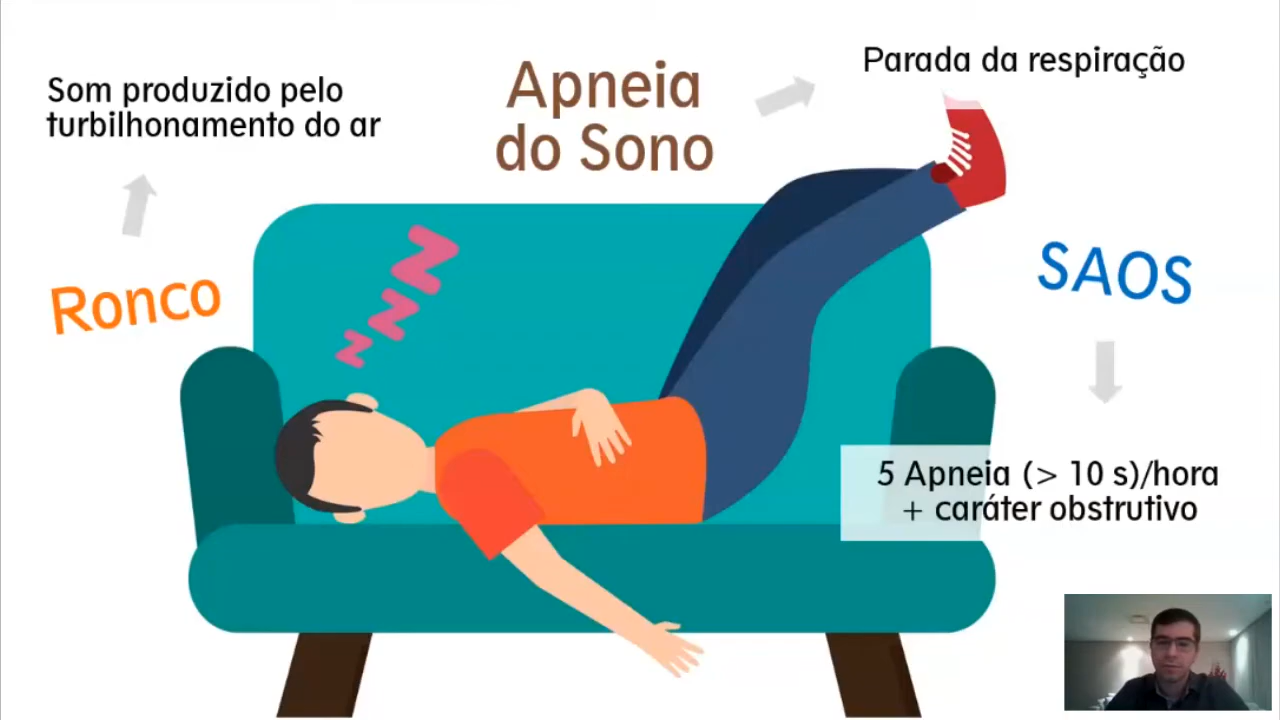 Som produzido pelo
turbilhonamento do ar
Ronco
Apneia
do Sono
Parada da respiração
SAOS
5 Apneia (> 10 s)/hora
+ caráter obstrutivo
Z
Z
Z